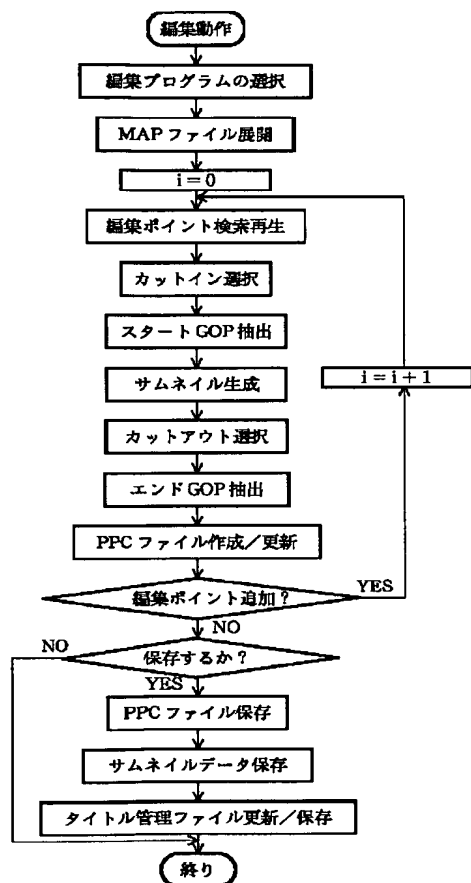 編集動作
編集プログラムの選択
MAPファイル展開
i=0
編集ポイント検索再生
カットイン選択
スタートGOP抽出
サムネイル生成
i=i+1
カットアウト選択
エンドGOP抽出
PPCファイル作成/更新
編集ポイント追加?
YES
NO
保存するか?
NO
YES
PPCファイル保存
サムネイルデータ保存
タイトル管理ファイル更新/保存
終り